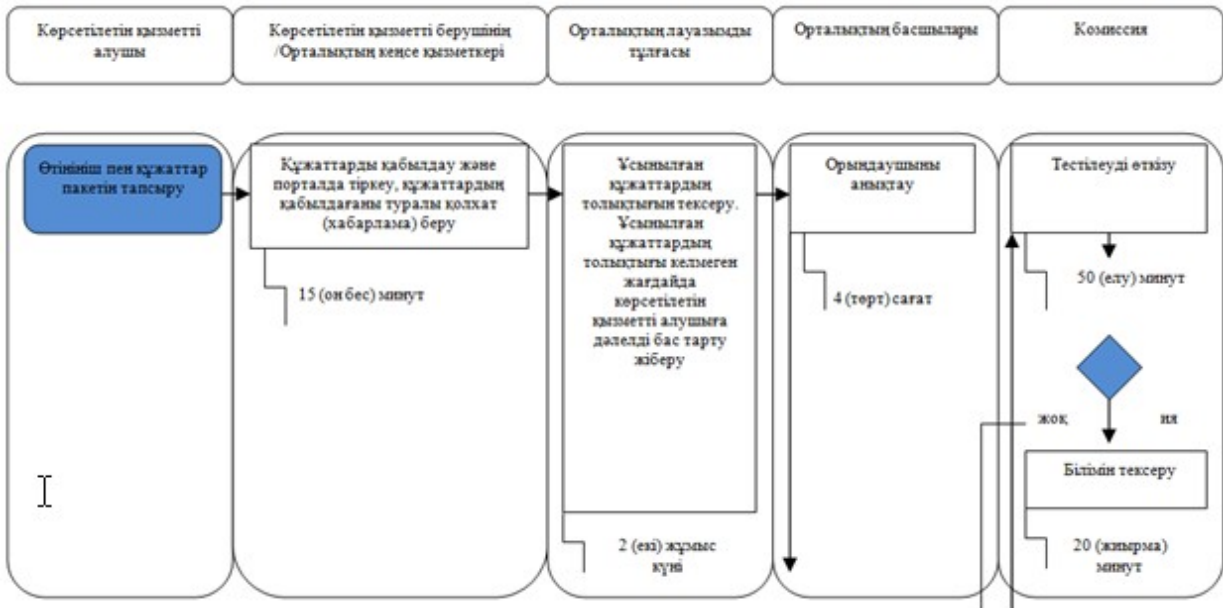 Көрсетілетін қызметті
алушы
Көрсетілетін қызметті берушінің
/Орталықтың кеңсе қызметкері
Орталықтың лауазымды
тұлғасы
Орталықтың басшылары
Комиссия
Өтінініш пен құжаттар
пакетін тапсыру
Құжаттарды қабылдау және
порталда тіркеу, құжаттардың
қабылдағаны туралы қолхат
(хабарлама) беру
15 (он бес) минут
Ұсынылған
құжаттардың
толықтығын тексеру.
Ұсынылған
құжаттардың
толықтығы келмеген
жағдайда
көрсетілетін
қызметті алушыға
дәлелді бас тарту
жіберу
2 (екі) жұмыс
күні
Орындаушыны
анықтау
4 (төрт) сағат
Тестілеуді өткізу
50 (елу) минут
жоқ
ия
Білімін тексеру
20 (жиырма)
минут